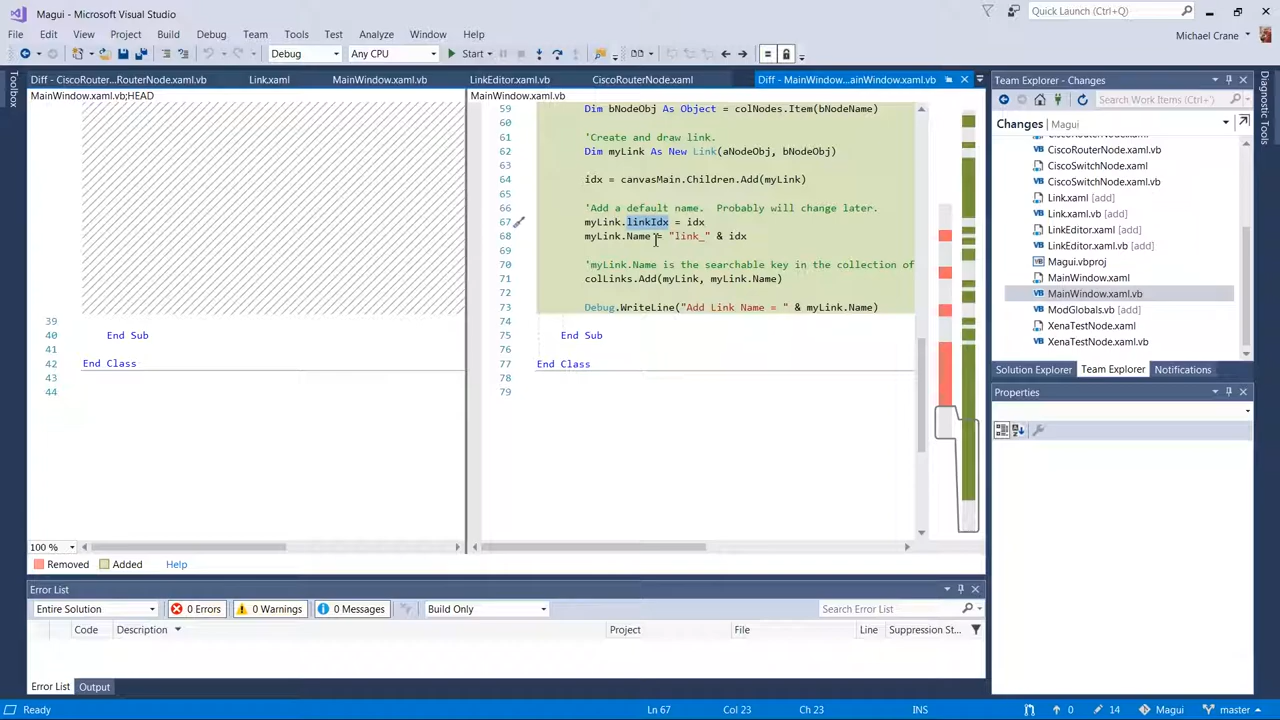 Magui - Microsoft Visual Studio
Quick Launch (Ctrl+Q)
File Edit View Project Build Debug Team Tools Test Analyze Window Help
Michael Crane
Debug Any CPU Start
Toolbox
Diff - CiscoRouter...RouterNode.xaml.vb Link.xaml MainWindow.xaml.vb LinkEditor.xaml.vb CiscoRouterNode.xaml Diff - MainWindow...ainWindow.xaml.vb
MainWindow.xaml.vb;HEAD
39
40 End Sub
41
42 End Class
43
44
100 %
MainWindow.xaml.vb
59 Dim bNodeObj As Object = colNodes.Item(bNodeName)
60
61 'Create and draw link.
62 Dim myLink As New Link(aNodeObj, bNodeObj)
63
64 idx = canvasMain.Children.Add(myLink)
65
66 'Add a default name.  Probably will change later.
67 myLink.linkIdx = idx
68 myLink.Name = "link_" & idx
69
70 'myLink.Name is the searchable key in the collection of
71 colLinks.Add(myLink, myLink.Name)
72
73 Debug.WriteLine("Add Link Name = " & myLink.Name)
74
75 End Sub
76
77 End Class
78
79
Removed Added Help
Team Explorer - Changes
Search Work Items (Ctrl+')
Changes | Magui
CiscoRouterNode.xaml
CiscoRouterNode.xaml.vb
CiscoSwitchNode.xaml
CiscoSwitchNode.xaml.vb
Link.xaml [add]
Link.xaml.vb [add]
LinkEditor.xaml [add]
LinkEditor.xaml.vb [add]
Magui.vbproj
MainWindow.xaml
MainWindow.xaml.vb
ModGlobals.vb [add]
XenaTestNode.xaml
XenaTestNode.xaml.vb
Solution Explorer Team Explorer Notifications
Properties
Diagnostic Tools
Error List
Entire Solution 0 Errors 0 Warnings 0 Messages Build Only Search Error List
Code Description Project File Line Suppression St...
Error List Output
Ready Ln 67 Col 23 Ch 23 INS 0 14 Magui master